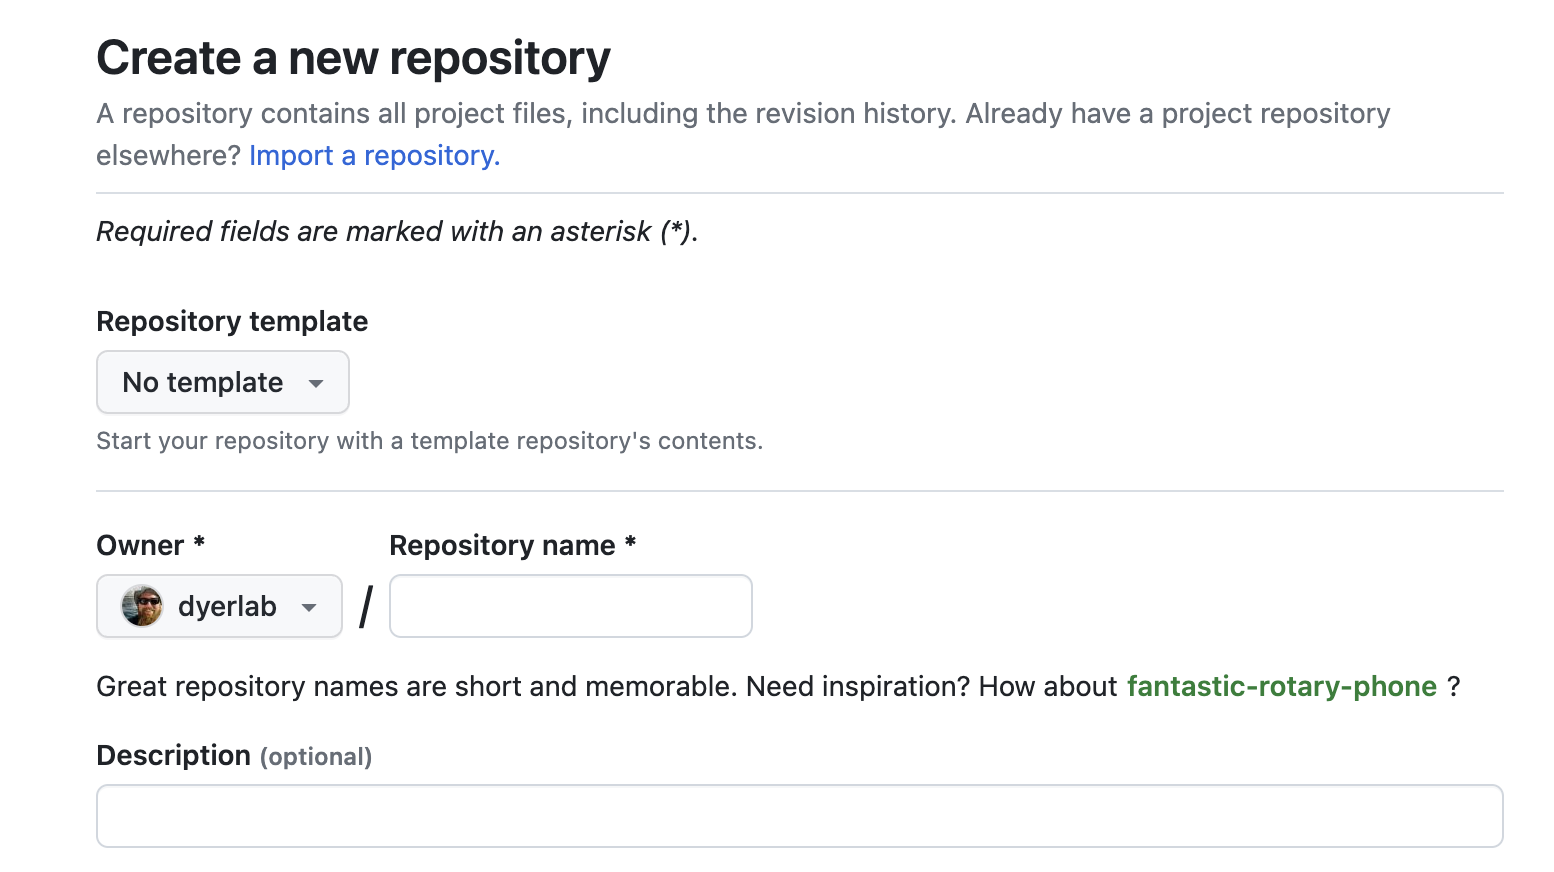 Create a new repository
A repository contains all project files, including the revision history. Already have a project repository
elsewhere? Import a repository.
Required fields are marked with an asterisk (*).
Repository template
No template
Start your repository with a template repository's contents.
Owner * Repository name *
dyerlab /
Great repository names are short and memorable. Need inspiration? How about fantastic-rotary-phone ?
Description (optional)